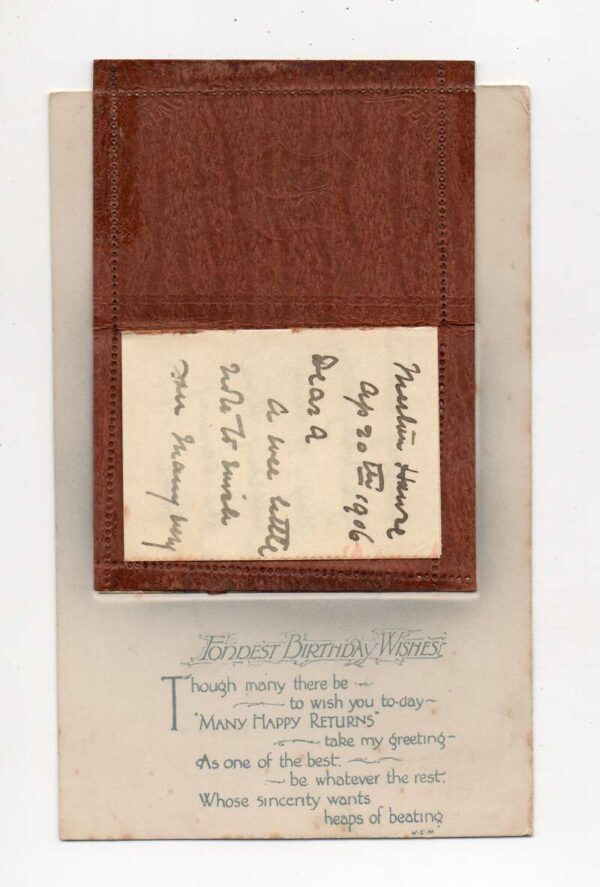 House
Ap 20th 1906
Dear A
A wee little
note to wish
you many very
FONDEST BIRTHDAY WISHES
Though many there be
to wish you to-day-
"MANY HAPPY RETURNS"
take my greeting-
As one of the best,
be whatever the rest,
Whose sincerity wants
heaps of beating
W.E.H.